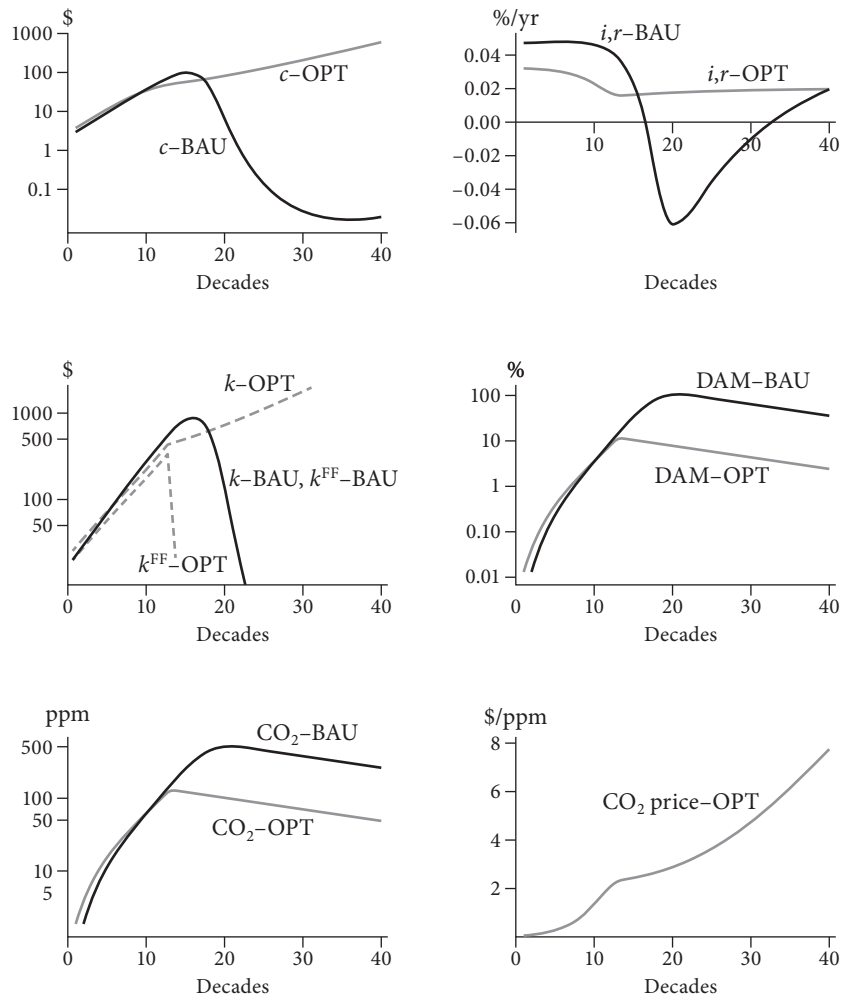 $
1000
100
10
1
0.1
c–OPT
c–BAU
0 10 20 30 40
Decades
%/yr
0.04
0.02
0.00
–0.02
–0.04
–0.06
i,r–BAU
i,r–OPT
10 20 30 40
Decades
$
1000
500
100
50
k–OPT
k–BAU, kFF–BAU
kFF–OPT
0 10 20 30 40
Decades
%
100
10
1
0.10
0.01
DAM–BAU
DAM–OPT
0 10 20 30 40
Decades
ppm
500
100
50
10
5
CO2–BAU
CO2–OPT
0 10 20 30 40
Decades
$/ppm
8
6
4
2
CO2 price–OPT
0 10 20 30 40
Decades